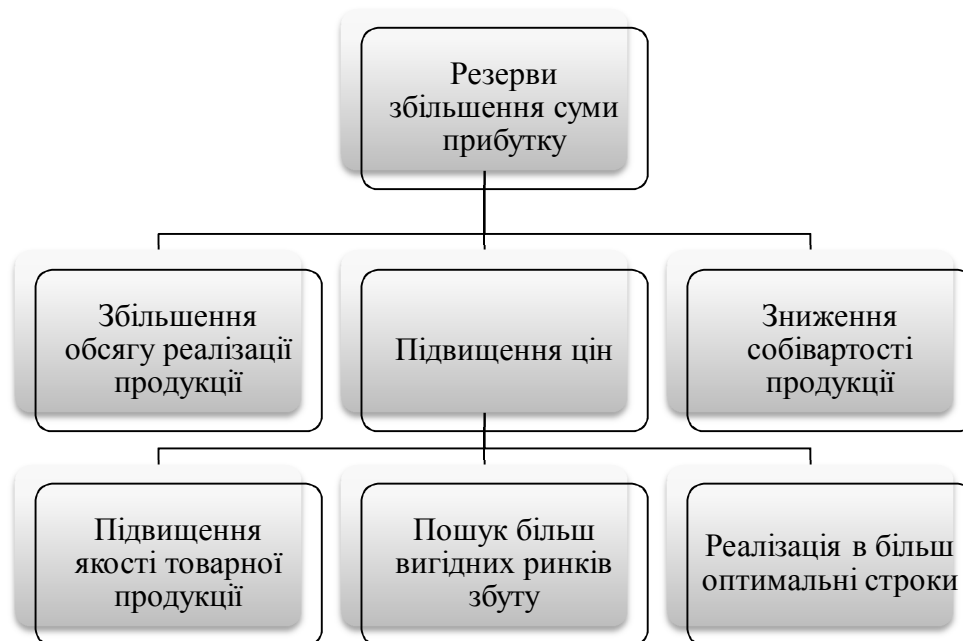 Резерви
збільшення суми
прибутку
Збільшення
обсягу реалізації
продукції
Підвищення цін
Зниження
собівартості
продукції
Підвищення
якості товарної
продукції
Пошук більш
вигідних ринків
збуту
Реалізація в більш
оптимальні строки